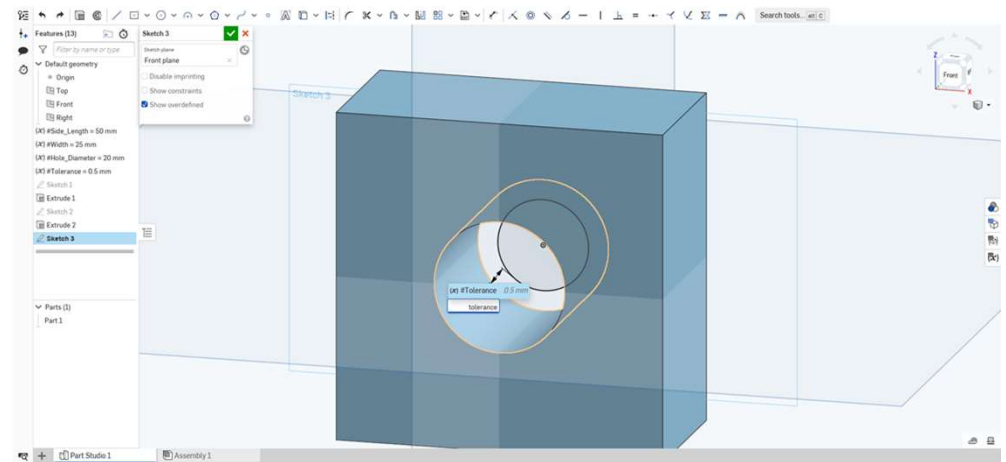 Search tools... alt C
Features (13)
Filter by name or type
Default geometry
Origin
Top
Front
Right
(x) #Side_Length = 50 mm
(x) #Width = 25 mm
(x) #Hole_Diameter = 20 mm
(x) #Tolerance = 0.5 mm
Sketch 1
Extrude 1
Sketch 2
Extrude 2
Sketch 3
Parts (1)
Part 1
Sketch 3
Sketch plane
Front plane
Disable imprinting
Show constraints
Show overdefined
Sketch 3
(x) #Tolerance 0.5 mm
tolerance
Z
Front
X
Part Studio 1
Assembly 1